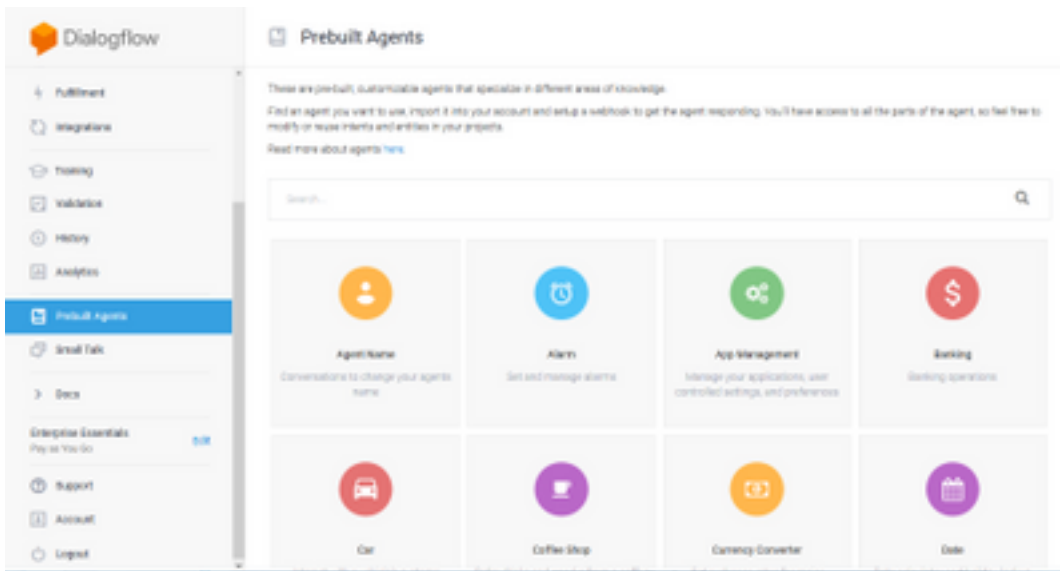 Dialogflow
Fulfillment
Integrations
Training
Validation
History
Analytics
Prebuilt Agents
Small Talk
Docs
Enterprise Essentials
Pay as You Go
Edit
Support
Account
Logout
Prebuilt Agents
These are pre-built, customizable agents that specialize in different areas of knowledge.
Find an agent you want to use, import it into your account and setup a webhook to get the agent responding. You'll have access to all the parts of the agent, so feel free to
modify or reuse intents and entities in your projects.
Read more about agents here.
Search...
Agent Name
Conversations to change your agents
name
Alarm
Set and manage alarms
App Management
Manage your applications, user
controlled settings, and preferences
Banking
Banking operations
Car
Coffee Shop
Currency Converter
Date